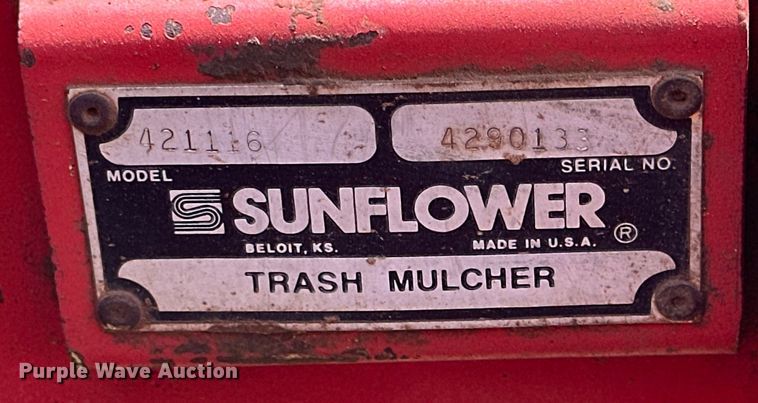 421116 4290133
MODEL SERIAL NO.
SUNFLOWER ®
BELOIT, KS. MADE IN U.S.A.
TRASH MULCHER
Purple Wave Auction